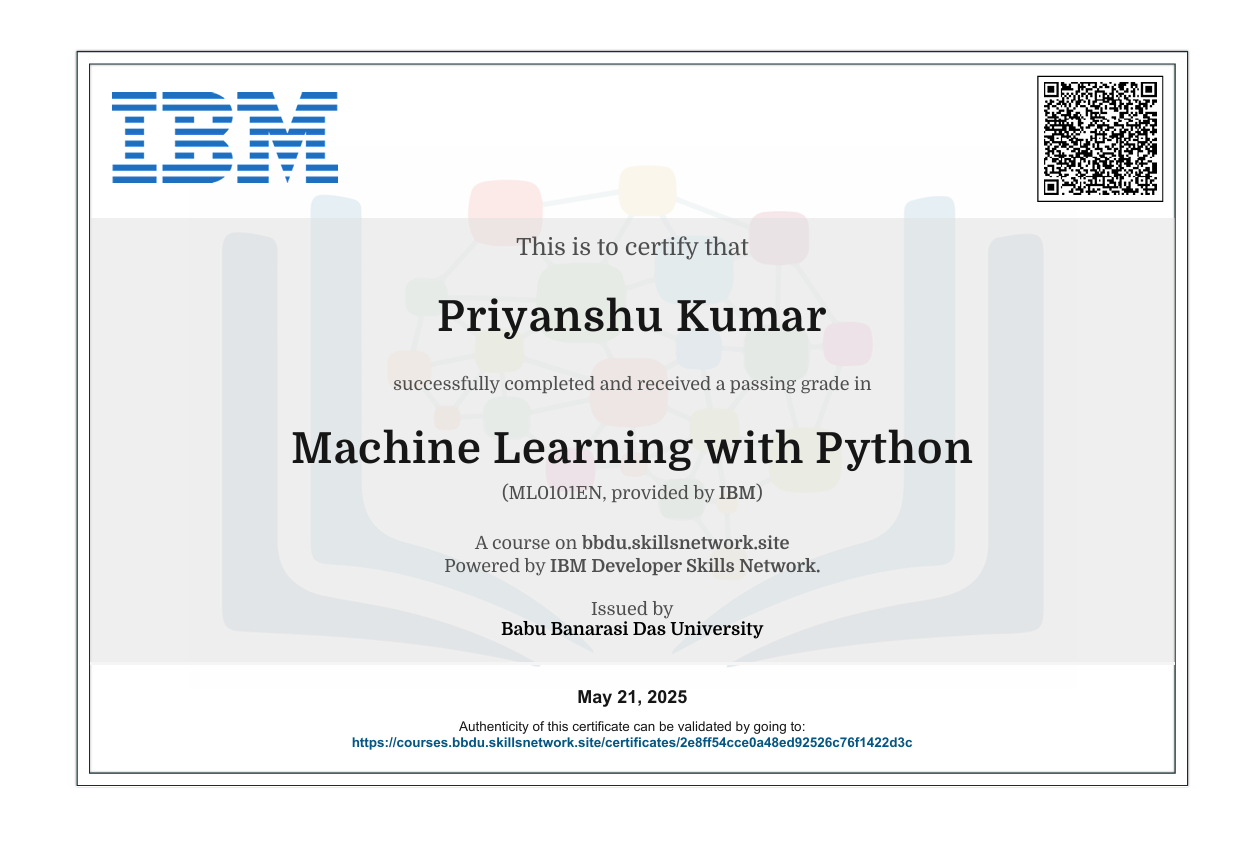 IBM
This is to certify that
Priyanshu Kumar
successfully completed and received a passing grade in
Machine Learning with Python
(ML0101EN, provided by IBM)
A course on bbdu.skillsnetwork.site
Powered by IBM Developer Skills Network.
Issued by
Babu Banarasi Das University
May 21, 2025
Authenticity of this certificate can be validated by going to:
https://courses.bbdu.skillsnetwork.site/certificates/2e8ff54cce0a48ed92526c76f1422d3c